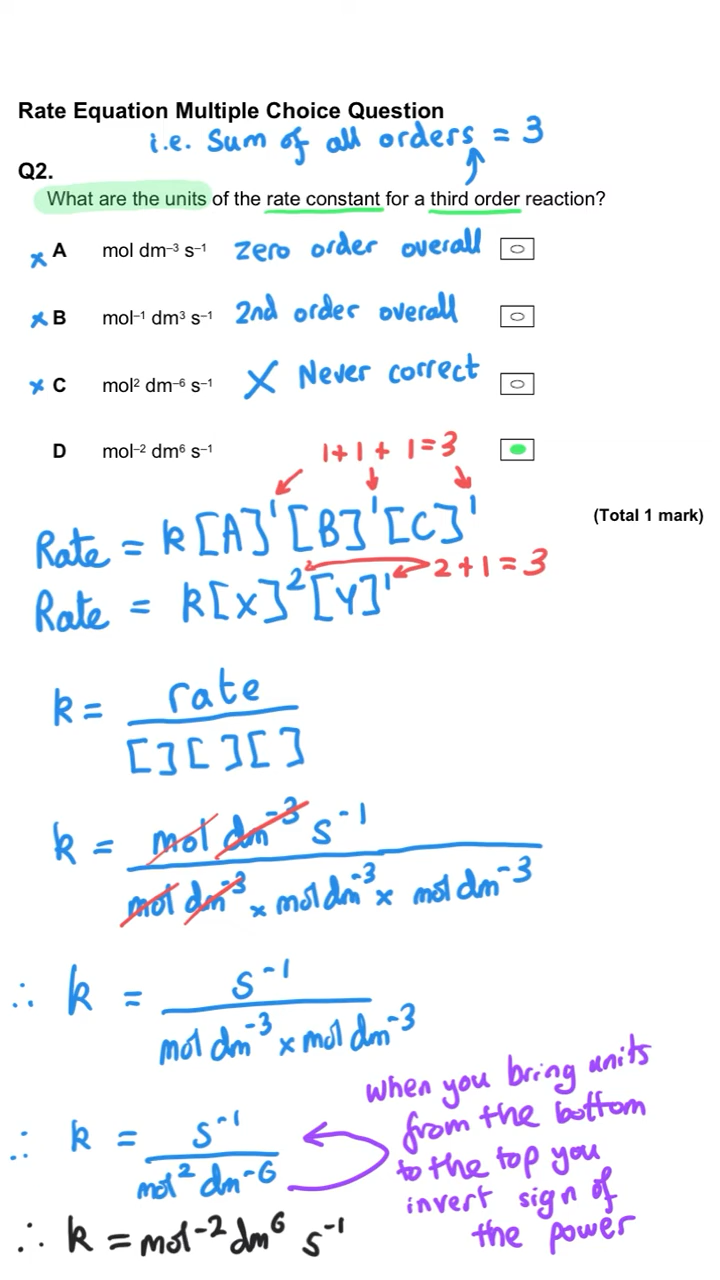 Rate Equation Multiple Choice Question
i.e. Sum of all orders = 3
Q2.
What are the units of the rate constant for a third order reaction?
x A mol dm⁻³ s⁻¹ zero order overall
x B mol⁻¹ dm³ s⁻¹ 2nd order overall
x C mol² dm⁻⁶ s⁻¹ X Never correct
D mol⁻² dm⁶ s⁻¹
1+1+1=3
(Total 1 mark)
Rate = k[A]¹[B]¹[C]¹
2+1=3
Rate = k[X]²[Y]¹
k = rate / [ ][ ][ ]
k = mol dm⁻³ s⁻¹ / mol dm⁻³ x mol dm⁻³ x mol dm⁻³
∴ k = s⁻¹ / mol dm⁻³ x mol dm⁻³
∴ k = s⁻¹ / mol² dm⁻⁶
when you bring units
from the bottom
to the top you
invert sign of
the power
∴ k = mol⁻² dm⁶ s⁻¹